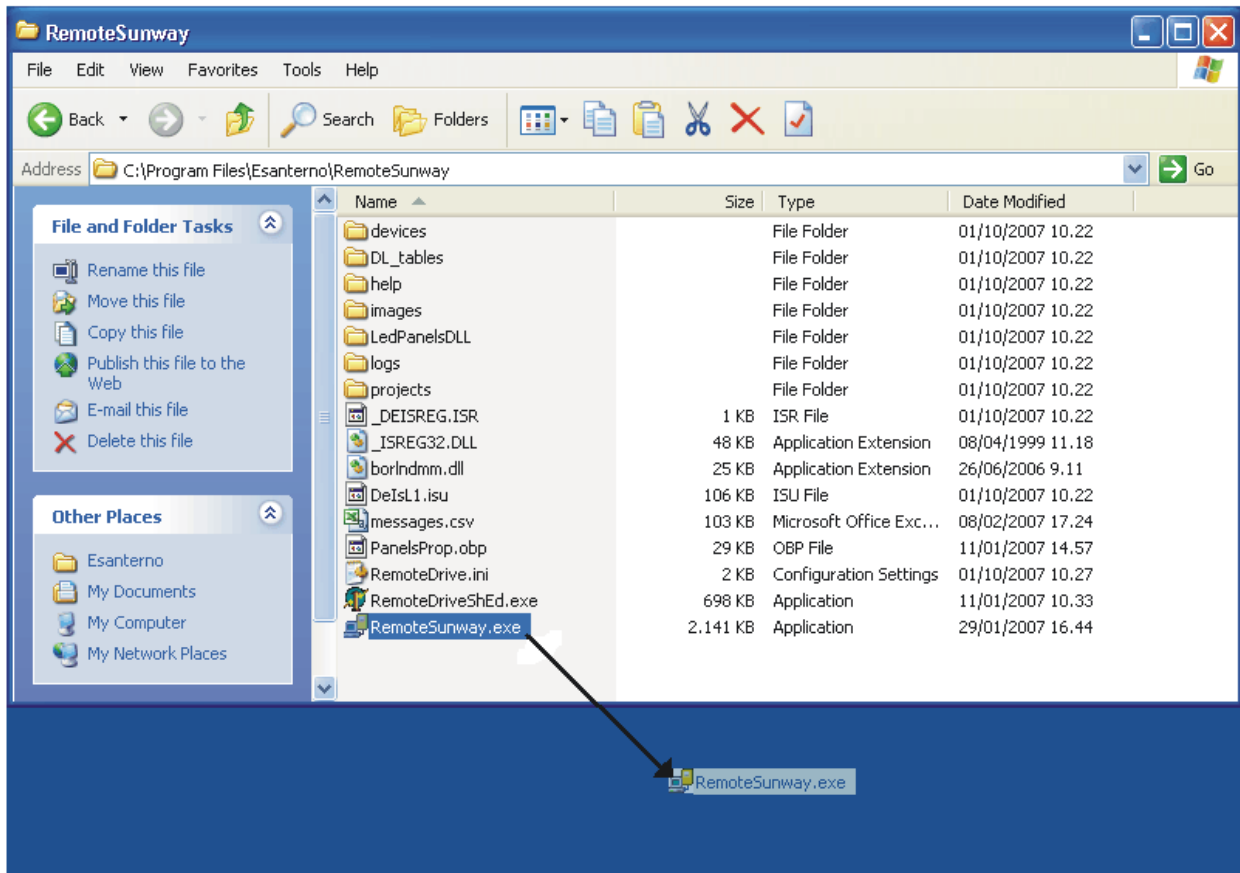 RemoteSunway
File Edit View Favorites Tools Help
Back Search Folders
Address C:\Program Files\Esanterno\RemoteSunway Go
File and Folder Tasks
Rename this file
Move this file
Copy this file
Publish this file to the
Web
E-mail this file
Delete this file
Other Places
Esanterno
My Documents
My Computer
My Network Places
Name Size Type Date Modified
devices File Folder 01/10/2007 10.22
DL_tables File Folder 01/10/2007 10.22
help File Folder 01/10/2007 10.22
images File Folder 01/10/2007 10.22
LedPanelsDLL File Folder 01/10/2007 10.22
logs File Folder 01/10/2007 10.22
projects File Folder 01/10/2007 10.22
_DEISREG.ISR 1 KB ISR File 01/10/2007 10.22
_ISREG32.DLL 48 KB Application Extension 08/04/1999 11.18
borlndmm.dll 25 KB Application Extension 26/06/2006 9.11
DeIsL1.isu 106 KB ISU File 01/10/2007 10.22
messages.csv 103 KB Microsoft Office Exc... 08/02/2007 17.24
PanelsProp.obp 29 KB OBP File 11/01/2007 14.57
RemoteDrive.ini 2 KB Configuration Settings 01/10/2007 10.27
RemoteDriveShEd.exe 698 KB Application 11/01/2007 10.33
RemoteSunway.exe 2.141 KB Application 29/01/2007 16.44
RemoteSunway.exe